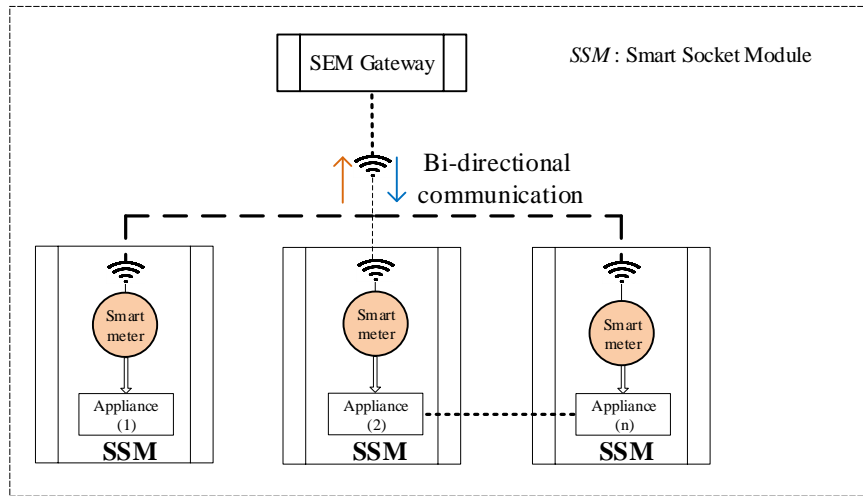 SEM Gateway
SSM : Smart Socket Module
Bi-directional
communication
Smart
meter
Appliance
(1)
SSM
Smart
meter
Appliance
(2)
SSM
Smart
meter
Appliance
(n)
SSM